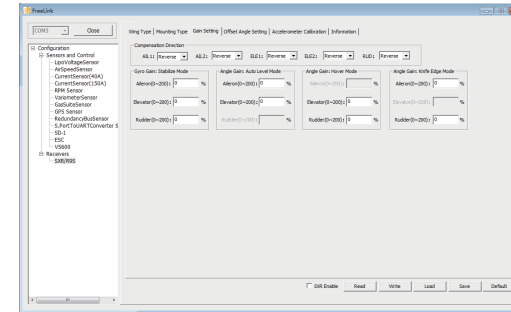 FreeLink
COM3 Close
Configuration
Sensors and Control
LipoVoltageSensor
AirSpeedSensor
CurrentSensor(40A)
CurrentSensor(150A)
RPM Sensor
VariometerSensor
GasSuiteSensor
GPS Sensor
RedundancyBusSensor
S.PortToUARTConverter S
SD-1
ESC
VS600
Receivers
SXR/R9S
Wing Type Mounting Type Gain Setting Offset Angle Setting Accelerometer Calibration Information
Compensation Direction
AIL1: Reverse AIL2: Reverse ELE1: Reverse ELE2: Reverse RUD: Reverse
Gyro Gain: Stabilize Mode
Aileron(0~200): 0 %
Elevator(0~200): 0 %
Rudder(0~200): 0 %
Angle Gain: Auto Level Mode
Aileron(0~200): 0 %
Elevator(0~200): 0 %
Rudder(0~200): %
Angle Gain: Hover Mode
Aileron(0~200): %
Elevator(0~200): 0 %
Rudder(0~200): 0 %
Angle Gain: Knife Edge Mode
Aileron(0~200): 0 %
Elevator(0~200): %
Rudder(0~200): 0 %
SXR Enable Read Write Load Save Default